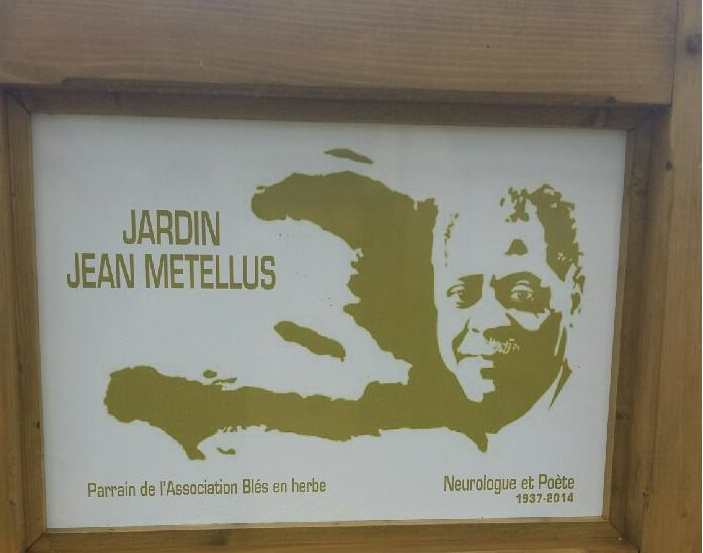 JARDIN
JEAN METELLUS
Parrain de l'Association Blés en herbe
Neurologue et Poète
1937-2014